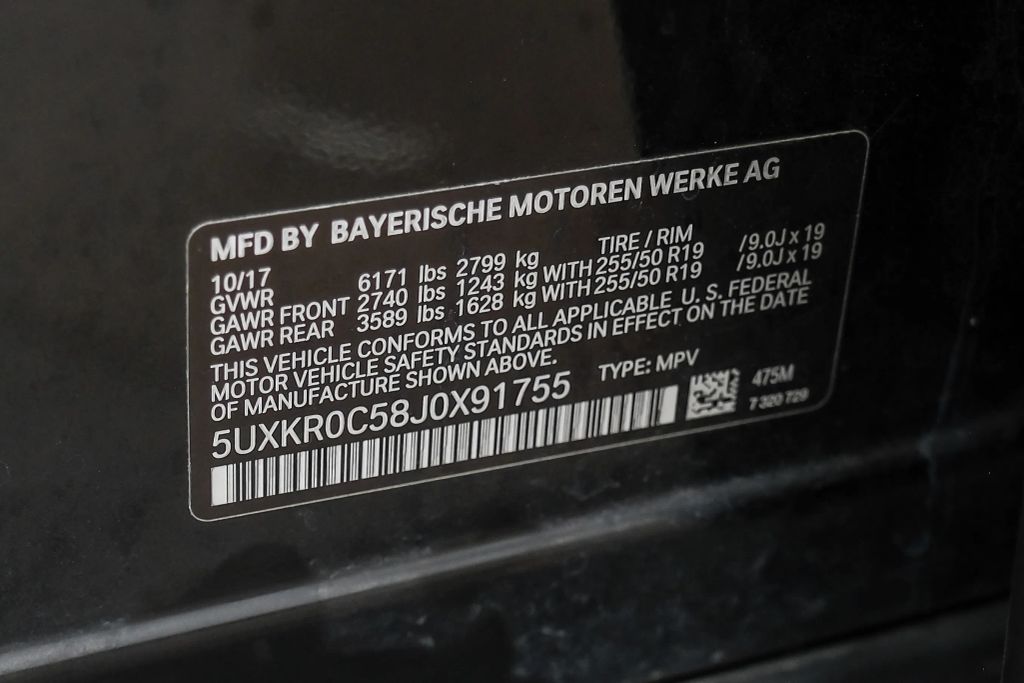 MFD BY BAYERISCHE MOTOREN WERKE AG
10/17 TIRE / RIM
GVWR 6171 lbs 2799 kg
GAWR FRONT 2740 lbs 1243 kg WITH 255/50 R19 /9.0J x 19
GAWR REAR 3589 lbs 1628 kg WITH 255/50 R19 /9.0J x 19
THIS VEHICLE CONFORMS TO ALL APPLICABLE U. S. FEDERAL
MOTOR VEHICLE SAFETY STANDARDS IN EFFECT ON THE DATE
OF MANUFACTURE SHOWN ABOVE.
TYPE: MPV
5UXKR0C58J0X91755
475M
7 320 729